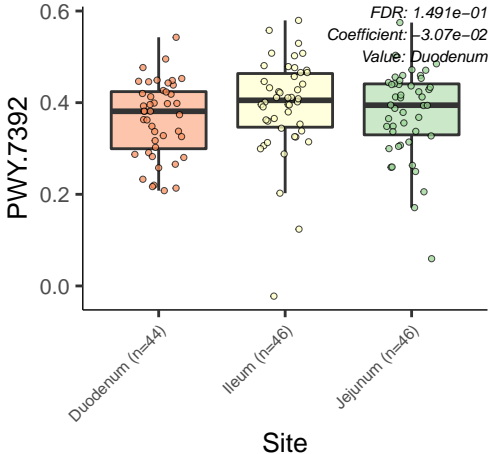 FDR: 1.491e−01
Coefficient: −3.07e−02
Value: Duodenum
PWY.7392
0.6
0.4
0.2
0.0
Duodenum (n=44)
Ileum (n=46)
Jejunum (n=46)
Site